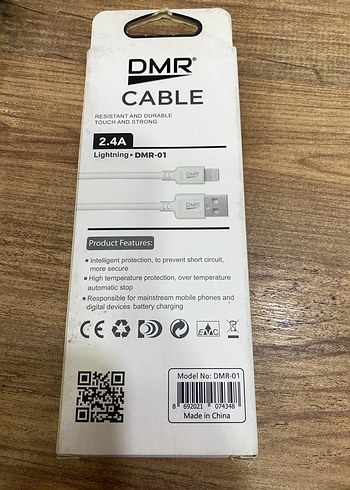 DMR®
CABLE
RESISTANT AND DURABLE
TOUCH AND STRONG
2.4A
Lightning▸DMR-01
DMR
DMR
Product Features:
■ Intelligent protection, to prevent short circuit,
more secure
■ High temperature protection, over temperature
automatic stop
■ Responsible for mainstream mobile phones and
digital devices battery charging
CE
EMC
Model No: DMR-01
8 692021 074348
Made in China